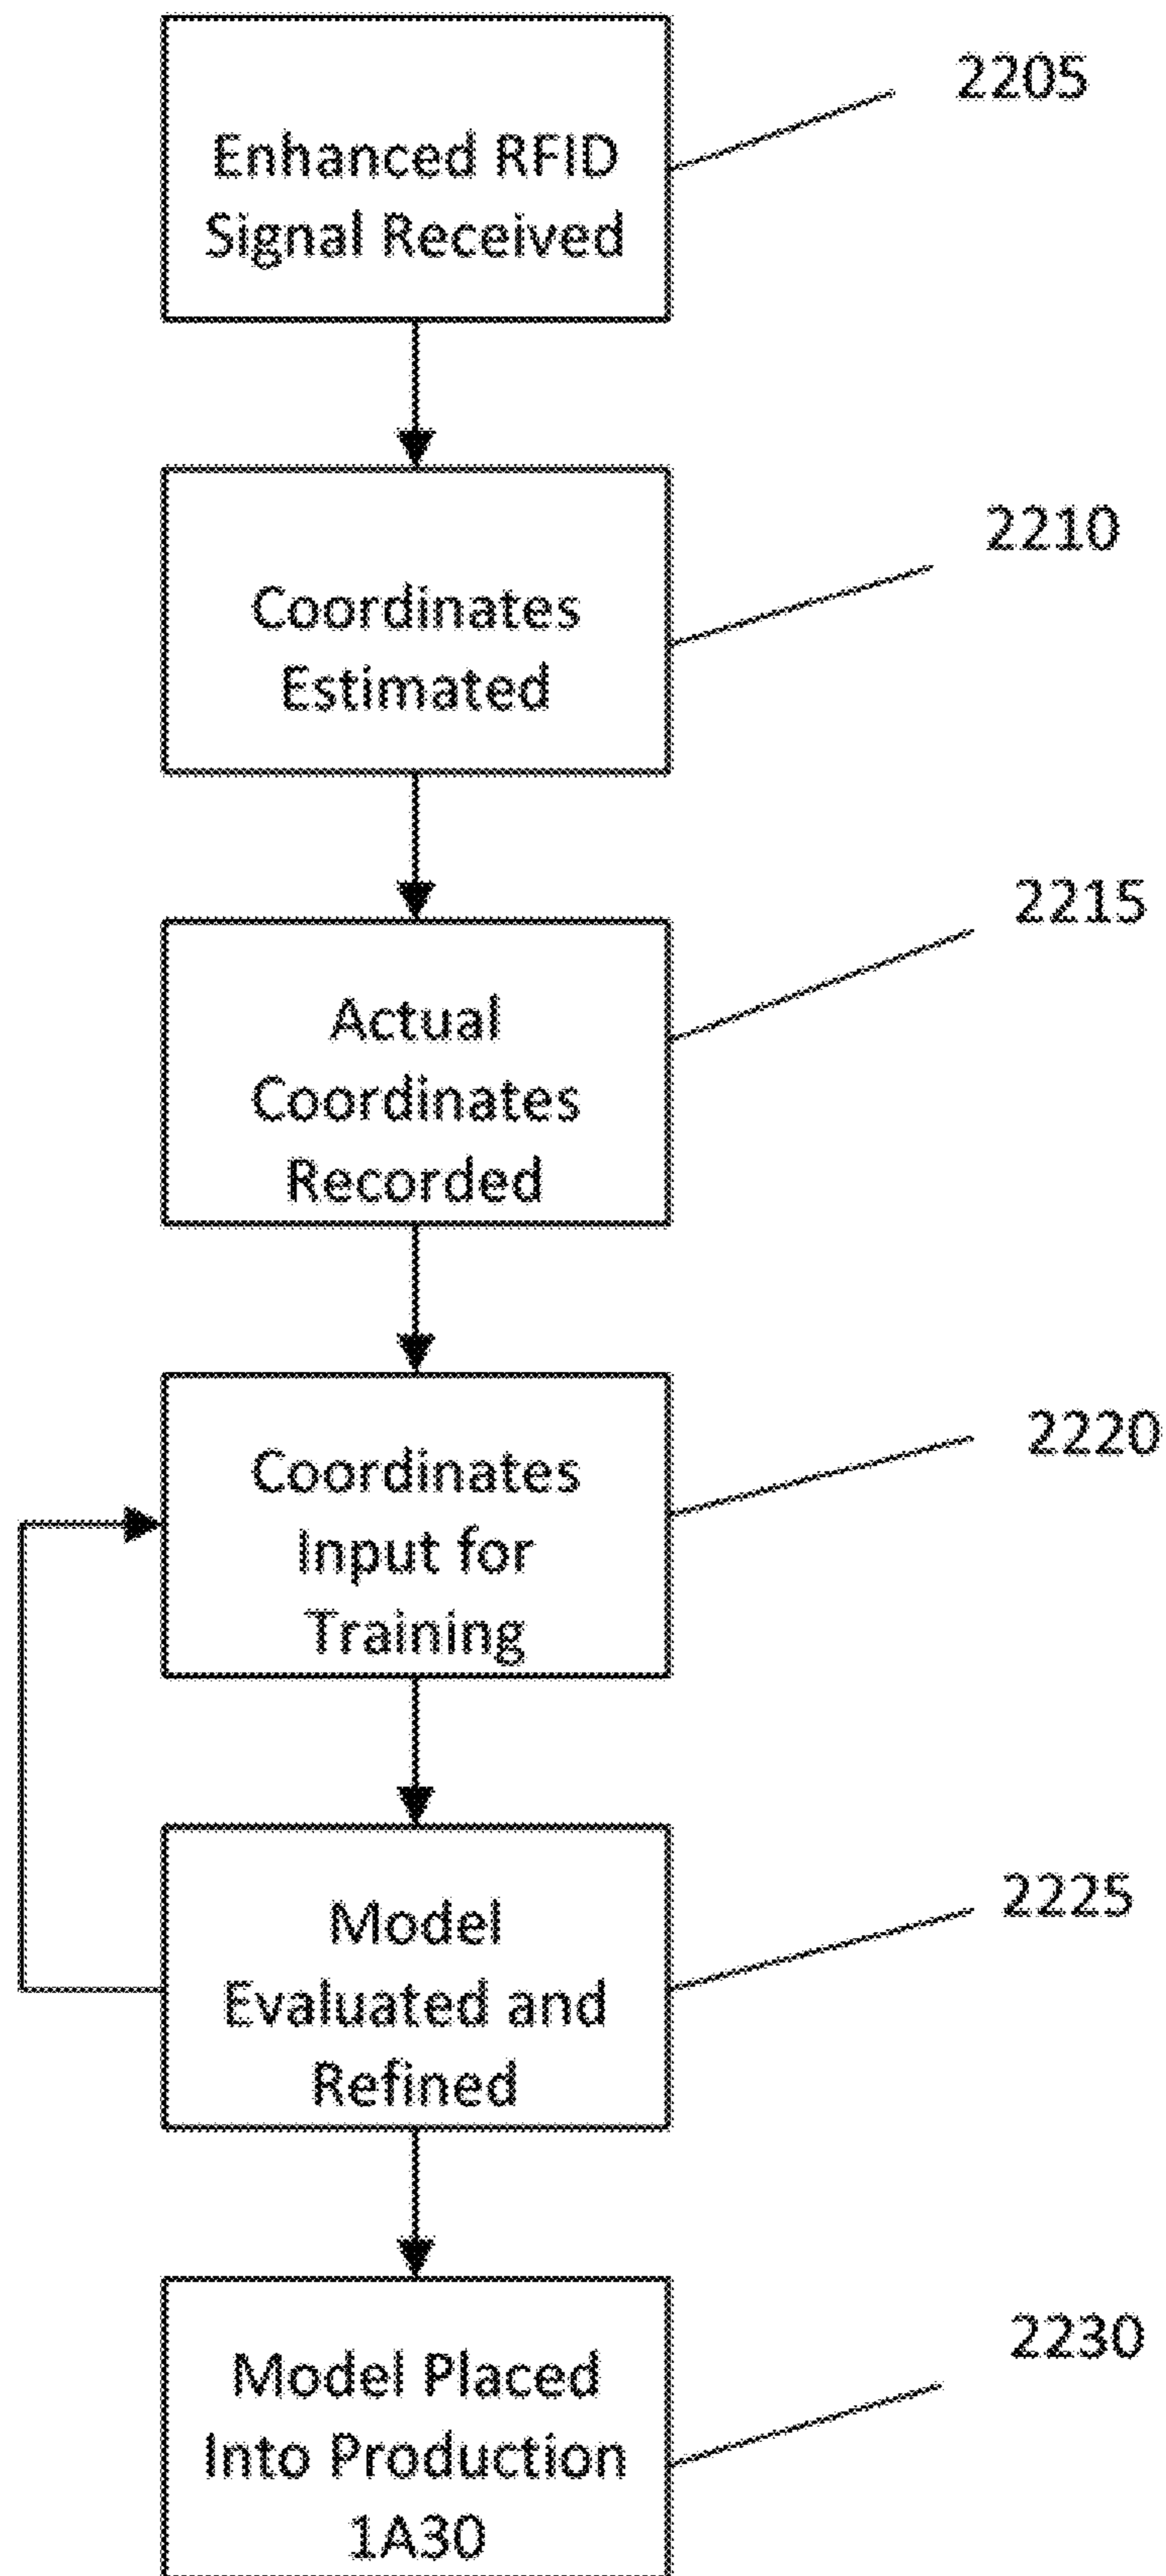 2205
Enhanced RFID
Signal Received
2210
Coordinates
Estimated
2215
Actual
Coordinates
Recorded
2220
Coordinates
Input for
Training
2225
Model
Evaluated and
Refined
2230
Model Placed
Into Production
1A30